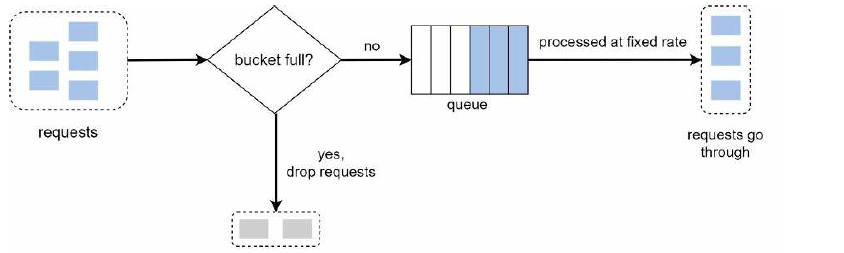 requests
bucket full?
no
queue
processed at fixed rate
requests go
through
yes,
drop requests